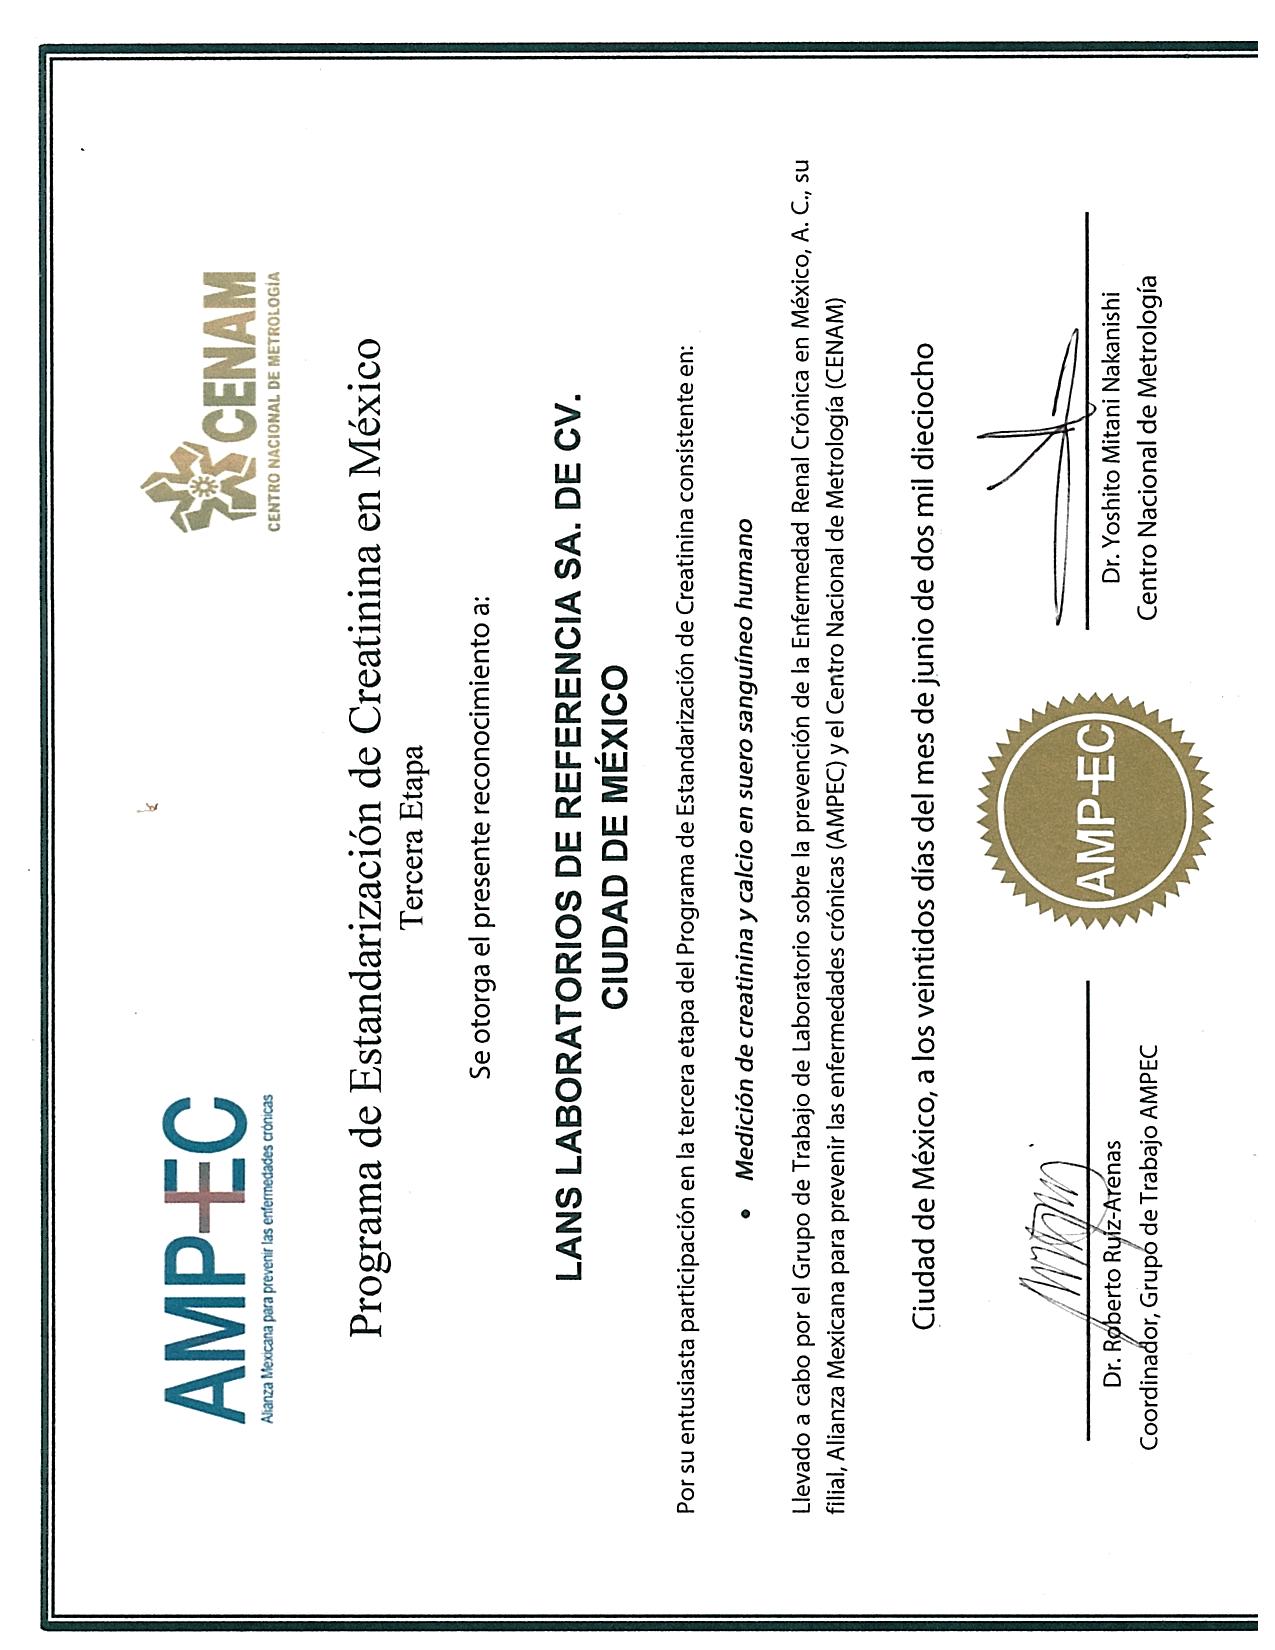 AMP-EC
Alianza Mexicana para prevenir las enfermedades crónicas
CENAM
CENTRO NACIONAL DE METROLOGÍA
Programa de Estandarización de Creatinina en México
Tercera Etapa
Se otorga el presente reconocimiento a:
LANS LABORATORIOS DE REFERENCIA SA. DE CV.
CIUDAD DE MÉXICO
Por su entusiasta participación en la tercera etapa del Programa de Estandarización de Creatinina consistente en:
• Medición de creatinina y calcio en suero sanguíneo humano
Llevado a cabo por el Grupo de Trabajo de Laboratorio sobre la prevención de la Enfermedad Renal Crónica en México, A. C., su
filial, Alianza Mexicana para prevenir las enfermedades crónicas (AMPEC) y el Centro Nacional de Metrología (CENAM)
Ciudad de México, a los veintidos días del mes de junio de dos mil dieciocho
Dr. Roberto Ruiz-Arenas
Coordinador, Grupo de Trabajo AMPEC
AMP-EC
Dr. Yoshito Mitani Nakanishi
Centro Nacional de Metrología